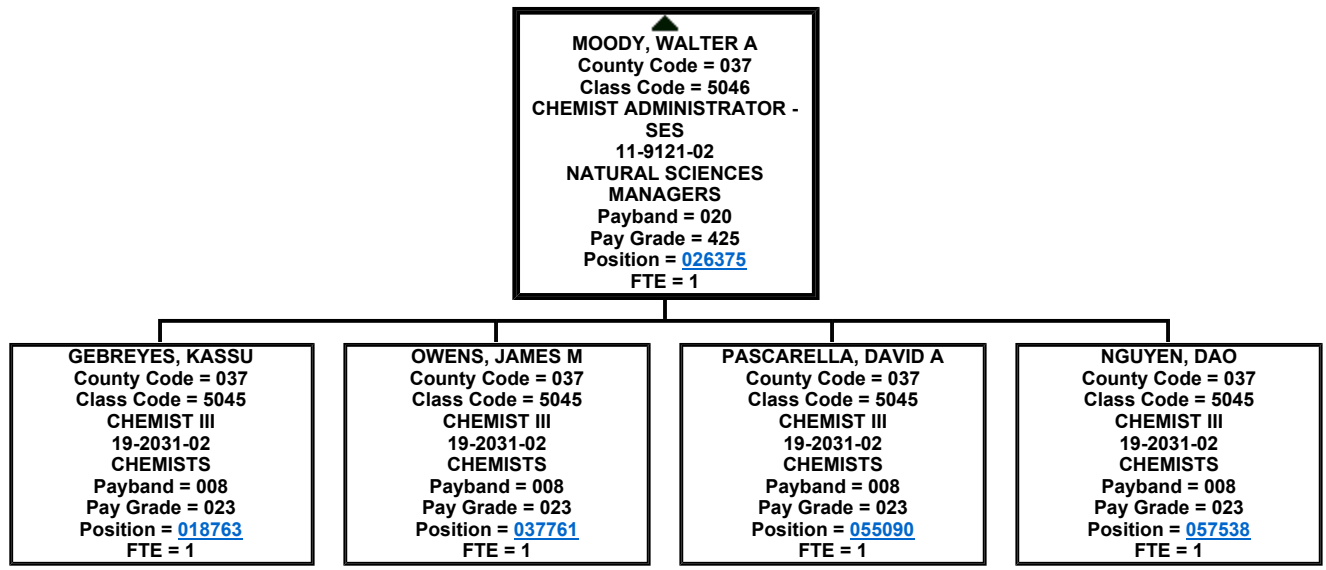 MOODY, WALTER A
County Code = 037
Class Code = 5046
CHEMIST ADMINISTRATOR -
SES
11-9121-02
NATURAL SCIENCES
MANAGERS
Payband = 020
Pay Grade = 425
Position = 026375
FTE = 1
GEBREYES, KASSU
County Code = 037
Class Code = 5045
CHEMIST III
19-2031-02
CHEMISTS
Payband = 008
Pay Grade = 023
Position = 018763
FTE = 1
OWENS, JAMES M
County Code = 037
Class Code = 5045
CHEMIST III
19-2031-02
CHEMISTS
Payband = 008
Pay Grade = 023
Position = 037761
FTE = 1
PASCARELLA, DAVID A
County Code = 037
Class Code = 5045
CHEMIST III
19-2031-02
CHEMISTS
Payband = 008
Pay Grade = 023
Position = 055090
FTE = 1
NGUYEN, DAO
County Code = 037
Class Code = 5045
CHEMIST III
19-2031-02
CHEMISTS
Payband = 008
Pay Grade = 023
Position = 057538
FTE = 1